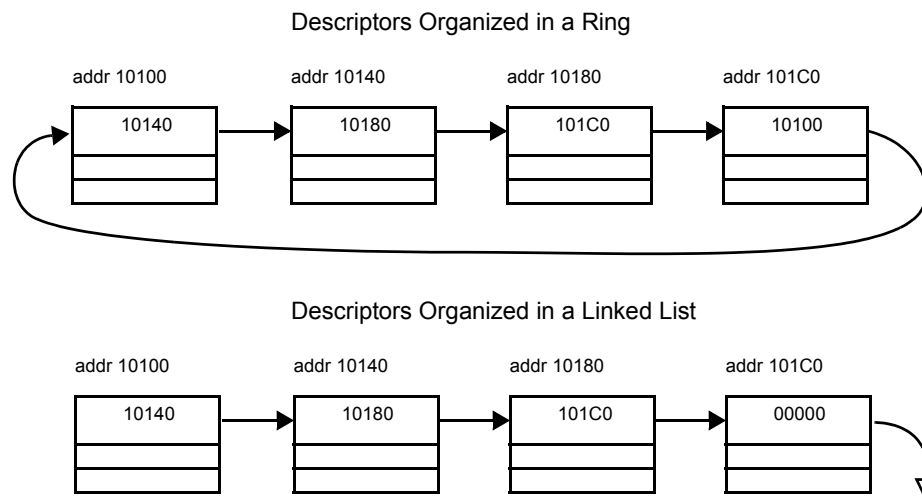 Descriptors Organized in a Ring
addr 10100 addr 10140 addr 10180 addr 101C0
10140 10180 101C0 10100
Descriptors Organized in a Linked List
addr 10100 addr 10140 addr 10180 addr 101C0
10140 10180 101C0 00000